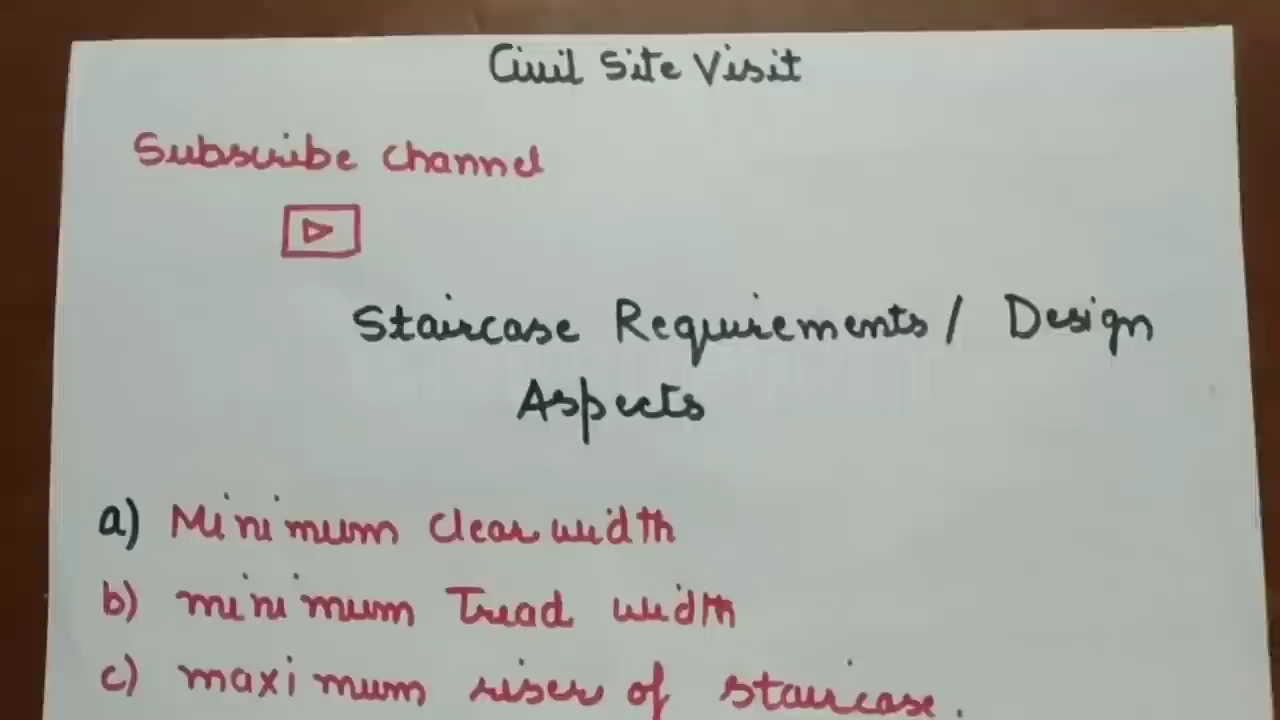 Civil Site Visit
Subscribe channel
Staircase Requirements / Design
Aspects
a) Minimum clear width
b) minimum Tread width
c) maximum riser of staircase.